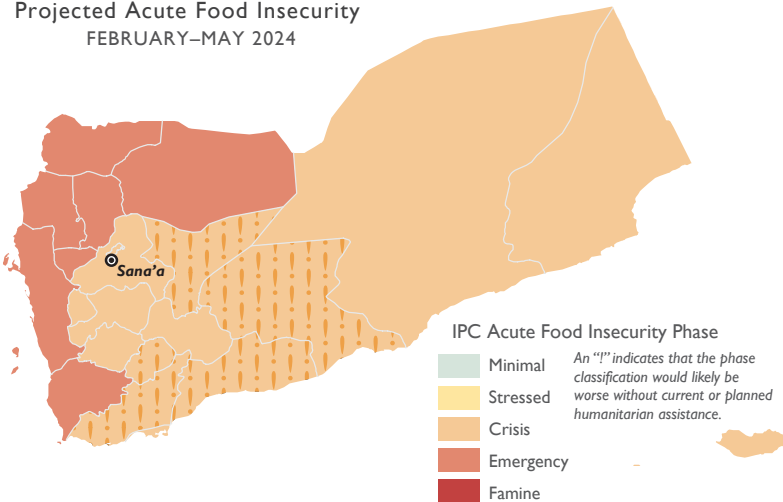 Projected Acute Food Insecurity
FEBRUARY–MAY 2024
Sana’a
IPC Acute Food Insecurity Phase
Minimal
Stressed
Crisis
Emergency
Famine
An “!” indicates that the phase
classification would likely be
worse without current or planned
humanitarian assistance.